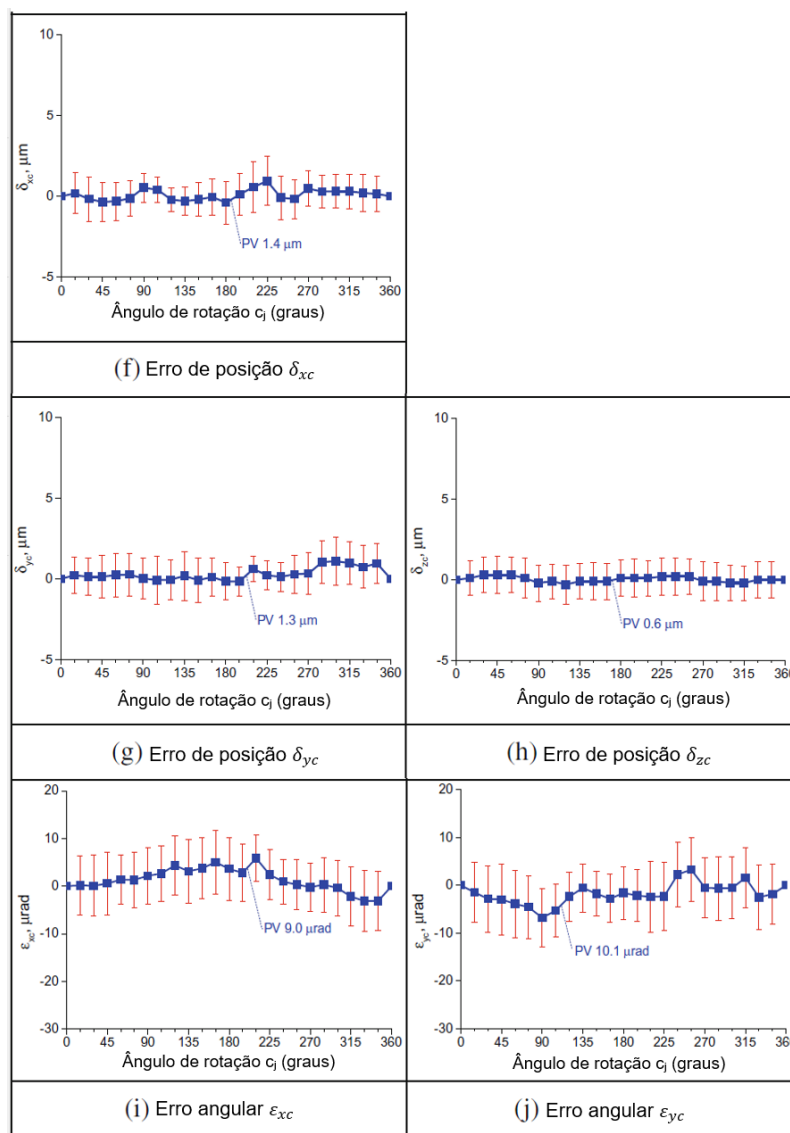 10
5
0
-5
δxc, μm
PV 1.4 μm
0 45 90 135 180 225 270 315 360
Ângulo de rotação cj (graus)
(f) Erro de posição δxc
10
5
0
-5
δyc, μm
PV 1.3 μm
0 45 90 135 180 225 270 315 360
Ângulo de rotação cj (graus)
(g) Erro de posição δyc
10
5
0
-5
δzc, μm
PV 0.6 μm
0 45 90 135 180 225 270 315 360
Ângulo de rotação cj (graus)
(h) Erro de posição δzc
20
10
0
-10
-20
-30
εxc, μrad
PV 9.0 μrad
0 45 90 135 180 225 270 315 360
Ângulo de rotação cj (graus)
(i) Erro angular εxc
20
10
0
-10
-20
-30
εyc, μrad
PV 10.1 μrad
0 45 90 135 180 225 270 315 360
Ângulo de rotação cj (graus)
(j) Erro angular εyc